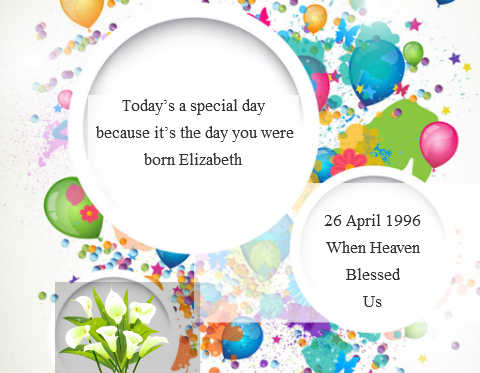 Today’s a special day
because it’s the day you were
born Elizabeth
26 April 1996
When Heaven
Blessed
Us